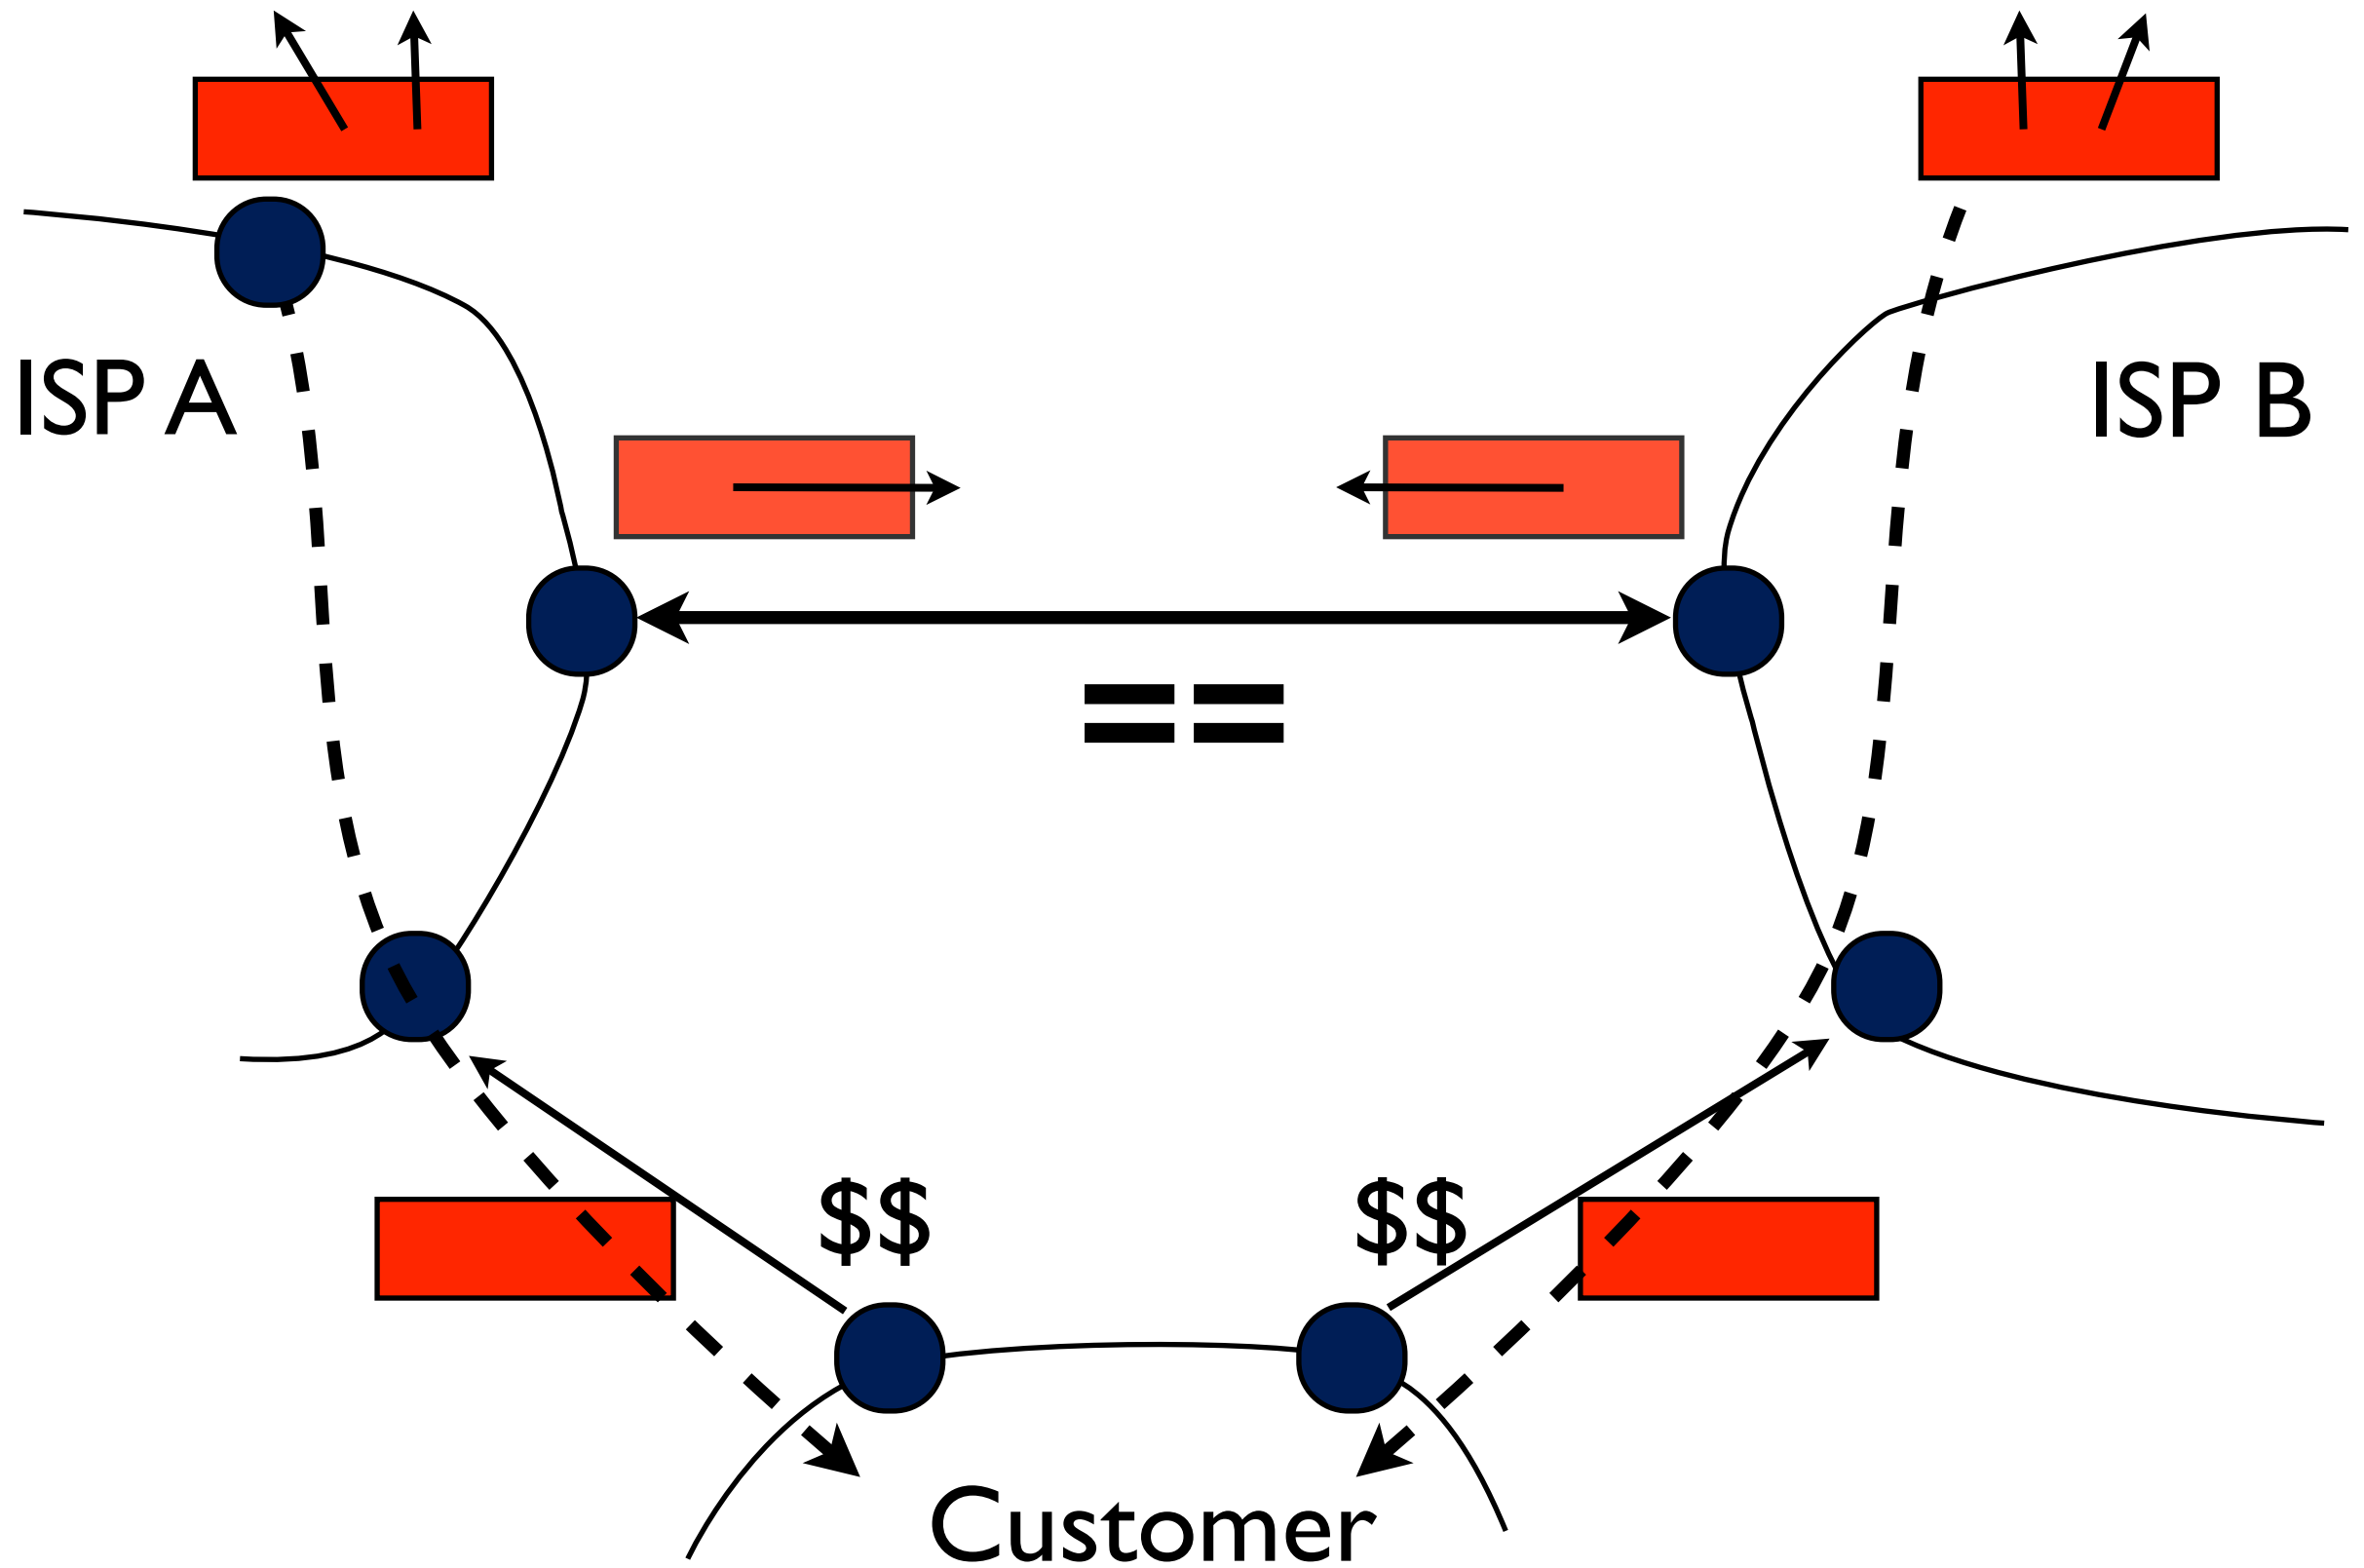 ISP A
ISP B
==
$$
$$
Customer